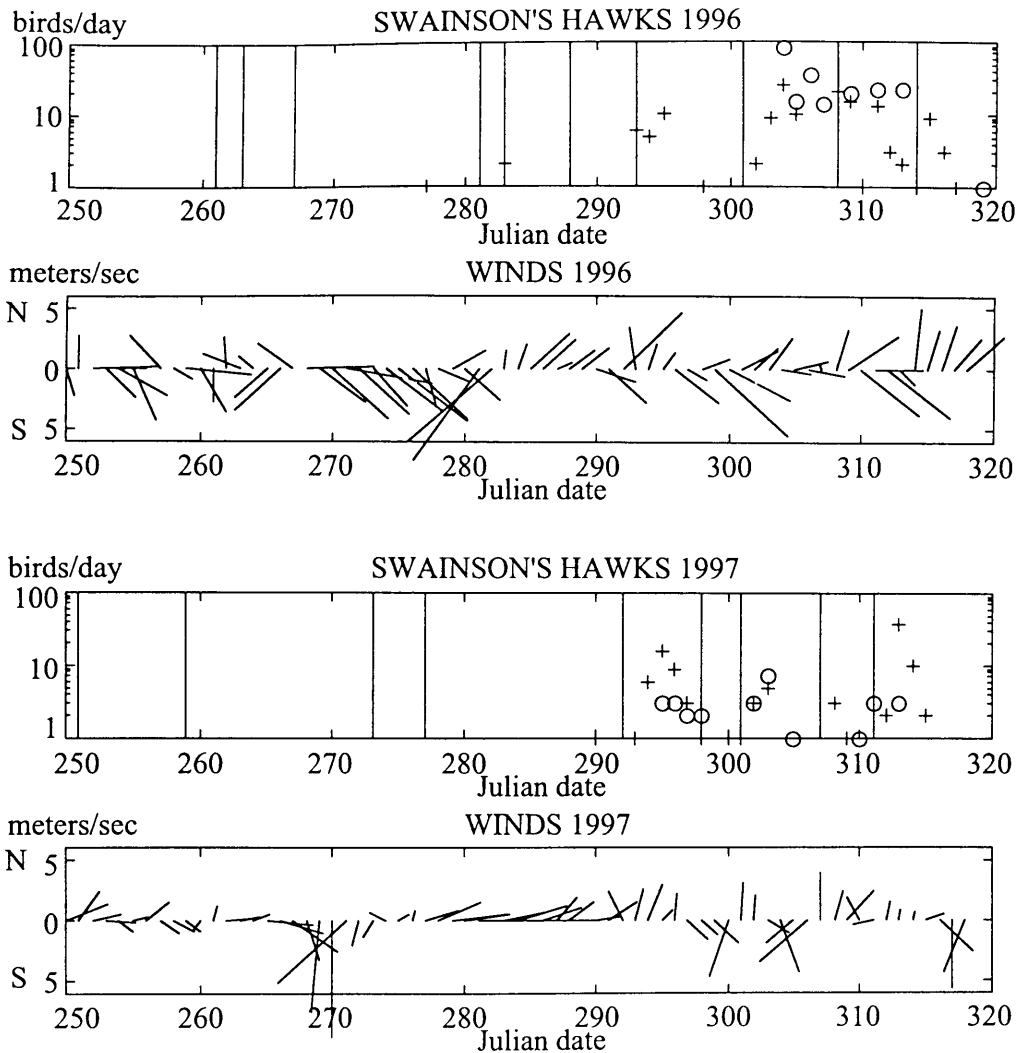 birds/day SWAINSON'S HAWKS 1996
100
10
1
250 260 270 280 290 300 310 320
Julian date
meters/sec WINDS 1996
N 5
0
S 5
250 260 270 280 290 300 310 320
Julian date
birds/day SWAINSON'S HAWKS 1997
100
10
1
250 260 270 280 290 300 310 320
Julian date
meters/sec WINDS 1997
N 5
0
S 5
250 260 270 280 290 300 310 320
Julian date